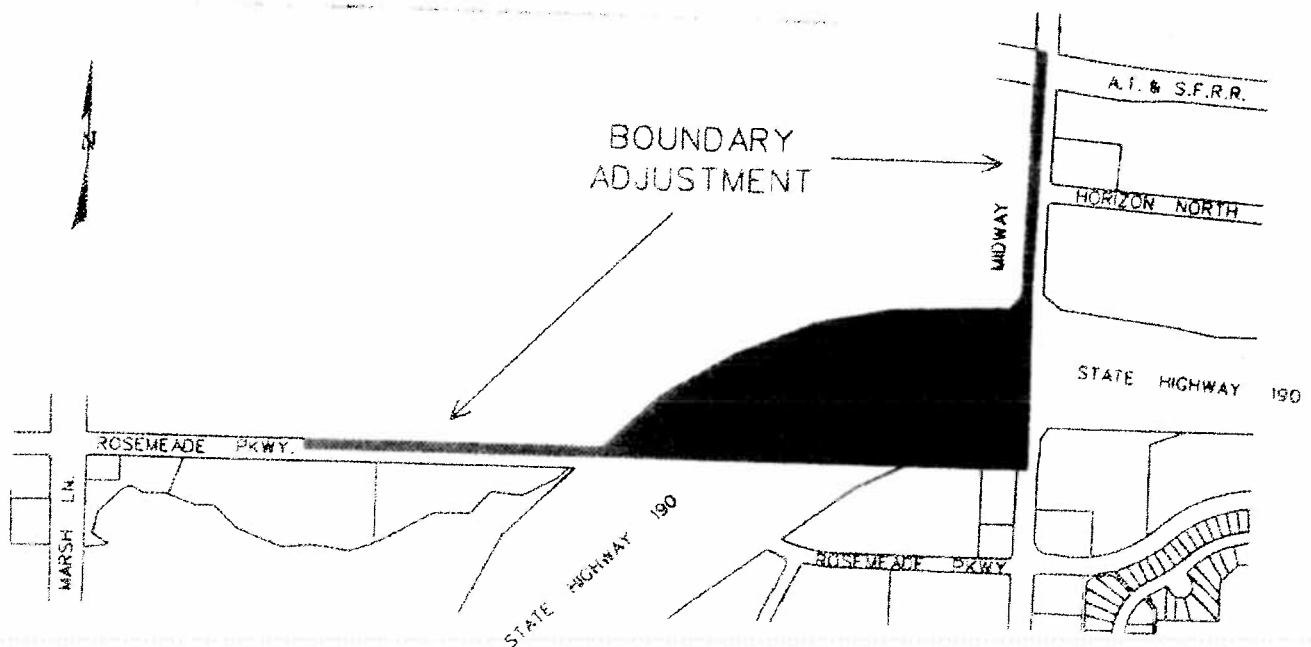 A.T. & S.F.R.R.
N
BOUNDARY
ADJUSTMENT
HORIZON NORTH
MIDWAY
STATE HIGHWAY 190
ROSEMEADE PKWY.
MARSH LN.
STATE HIGHWAY 190
ROSEMEADE PKWY